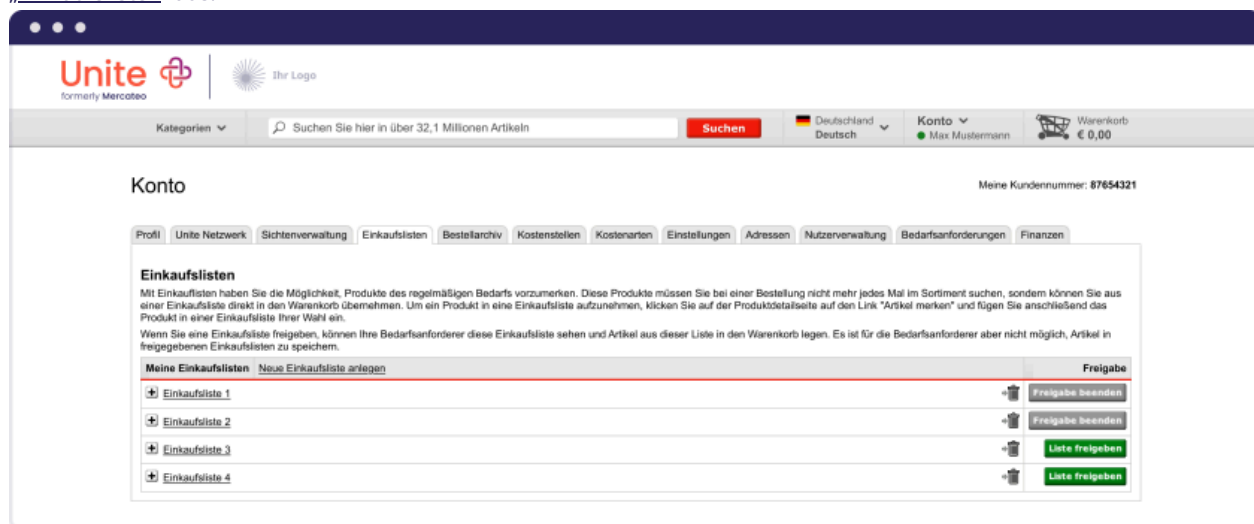 Unite
formerly Mercateo
Ihr Logo
Kategorien
Suchen Sie hier in über 32,1 Millionen Artikeln
Suchen
Deutschland
Deutsch
Konto
Max Mustermann
Warenkorb
€ 0,00
Konto
Meine Kundennummer: 87654321
Profil Unite Netzwerk Sichtenverwaltung Einkaufslisten Bestellarchiv Kostenstellen Kostenarten Einstellungen Adressen Nutzerverwaltung Bedarfsanforderungen Finanzen
Einkaufslisten
Mit Einkauflisten haben Sie die Möglichkeit, Produkte des regelmäßigen Bedarfs vorzumerken. Diese Produkte müssen Sie bei einer Bestellung nicht mehr jedes Mal im Sortiment suchen, sondern können Sie aus
einer Einkaufsliste direkt in den Warenkorb übernehmen. Um ein Produkt in eine Einkaufsliste aufzunehmen, klicken Sie auf der Produktdetailseite auf den Link "Artikel merken" und fügen Sie anschließend das
Produkt in einer Einkaufsliste Ihrer Wahl ein.
Wenn Sie eine Einkaufsliste freigeben, können Ihre Bedarfsanforderer diese Einkaufsliste sehen und Artikel aus dieser Liste in den Warenkorb legen. Es ist für die Bedarfsanforderer aber nicht möglich, Artikel in
freigegebenen Einkaufslisten zu speichern.
Meine Einkaufslisten Neue Einkaufsliste anlegen Freigabe
Einkaufsliste 1 Freigabe beenden
Einkaufsliste 2 Freigabe beenden
Einkaufsliste 3 Liste freigeben
Einkaufsliste 4 Liste freigeben